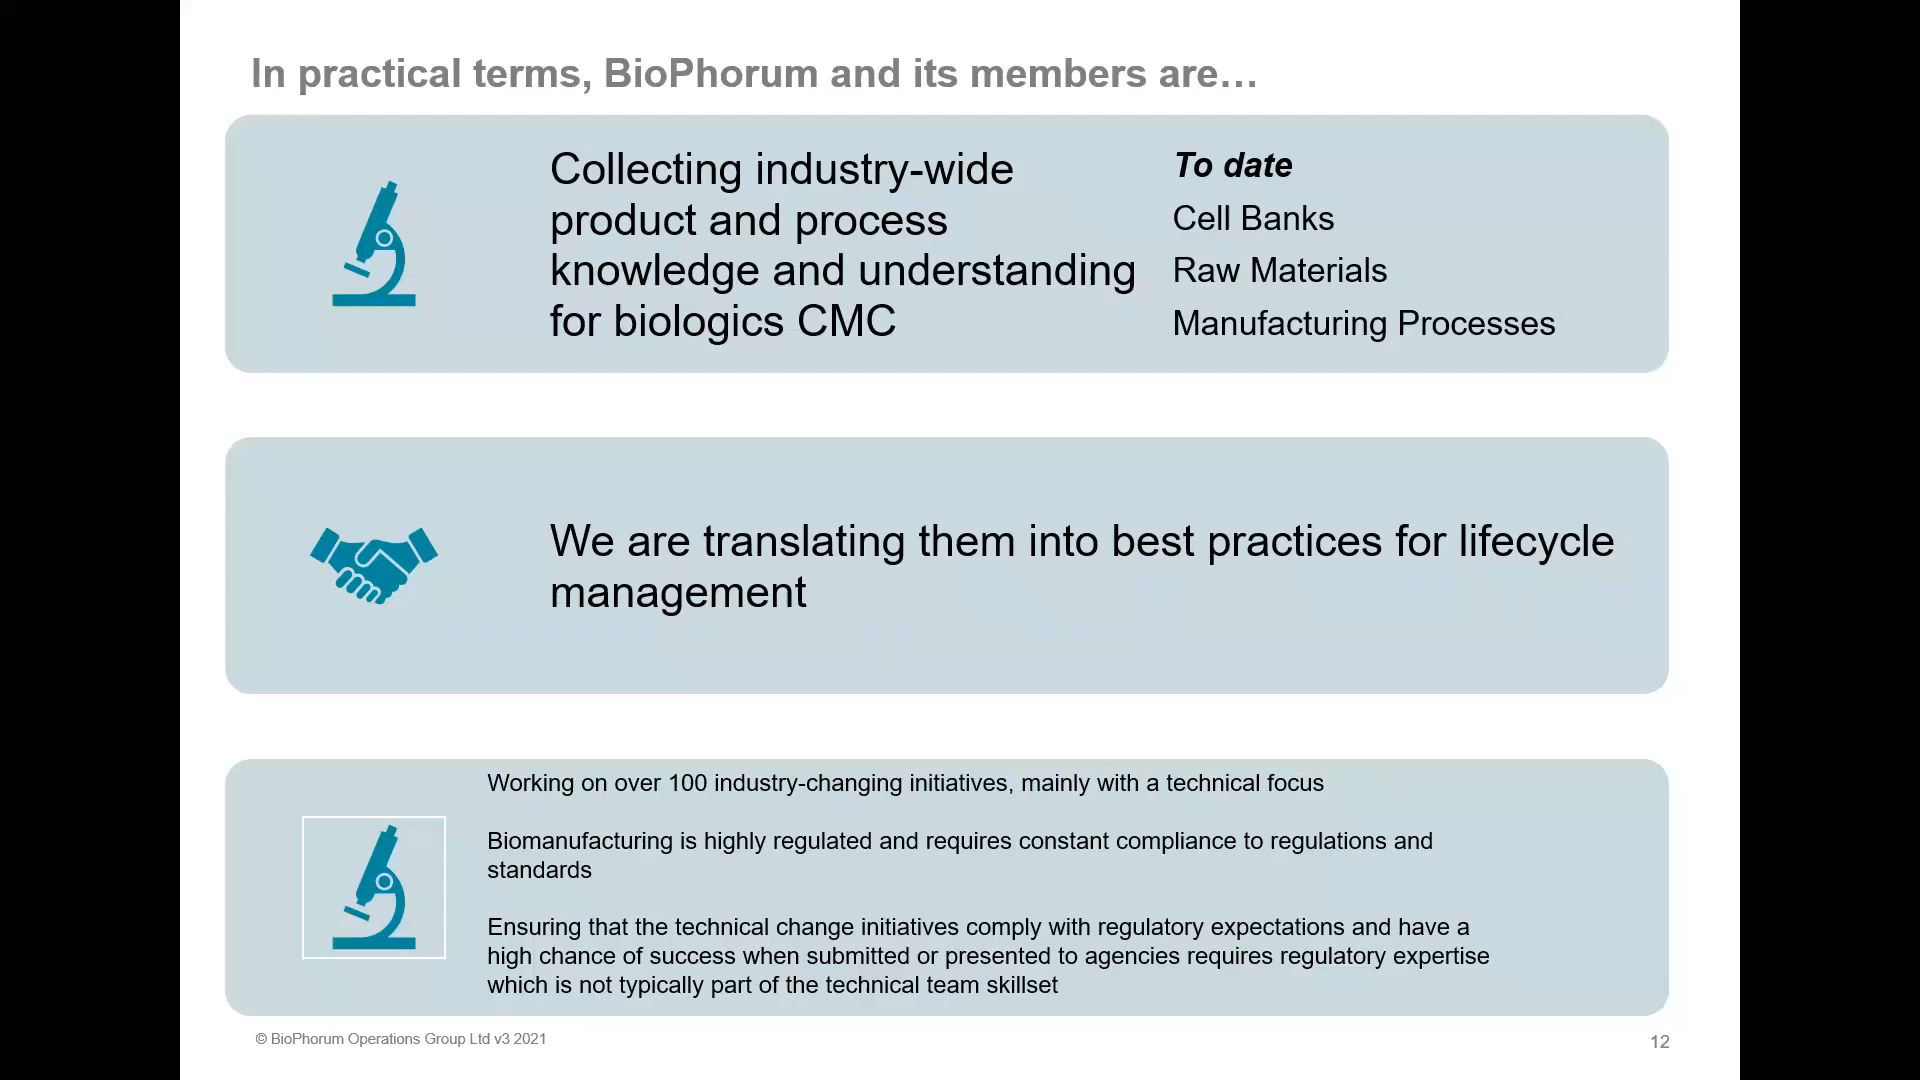 In practical terms, BioPhorum and its members are…
Collecting industry-wide
product and process
knowledge and understanding
for biologics CMC
To date
Cell Banks
Raw Materials
Manufacturing Processes
We are translating them into best practices for lifecycle
management
Working on over 100 industry-changing initiatives, mainly with a technical focus
Biomanufacturing is highly regulated and requires constant compliance to regulations and
standards
Ensuring that the technical change initiatives comply with regulatory expectations and have a
high chance of success when submitted or presented to agencies requires regulatory expertise
which is not typically part of the technical team skillset
© BioPhorum Operations Group Ltd v3 2021
12